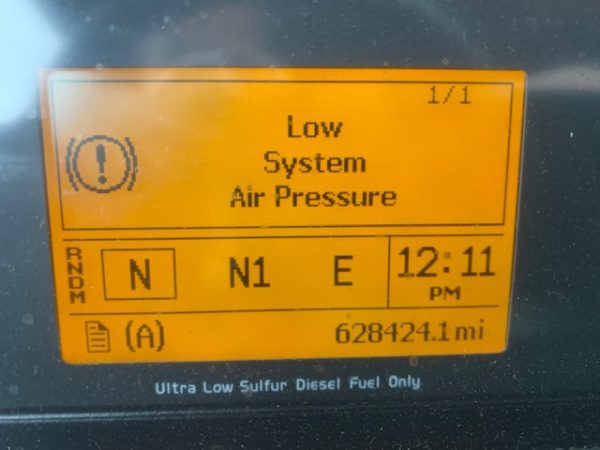 1/1
Low
System
Air Pressure
!
R
N
D
M
N N1 E 12:11
PM
(A) 628424.1mi
Ultra Low Sulfur Diesel Fuel Only